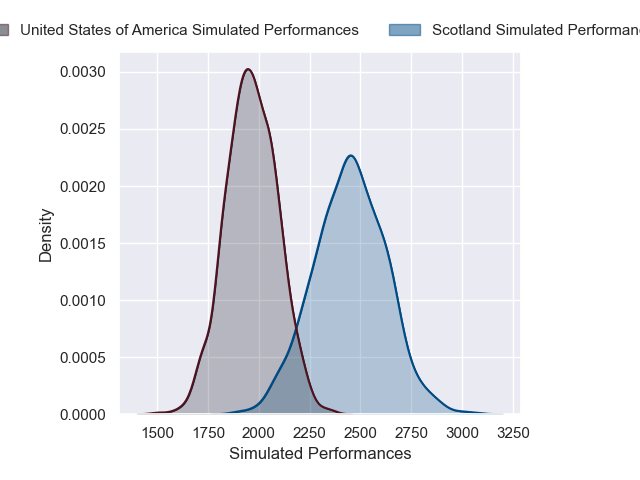 United States of America Simulated Performances
Scotland Simulated
0.0030
0.0025
0.0020
0.0015
0.0010
0.0005
0.0000
Density
1500 1750 2000 2250 2500 2750 3000 3250
Simulated Performances